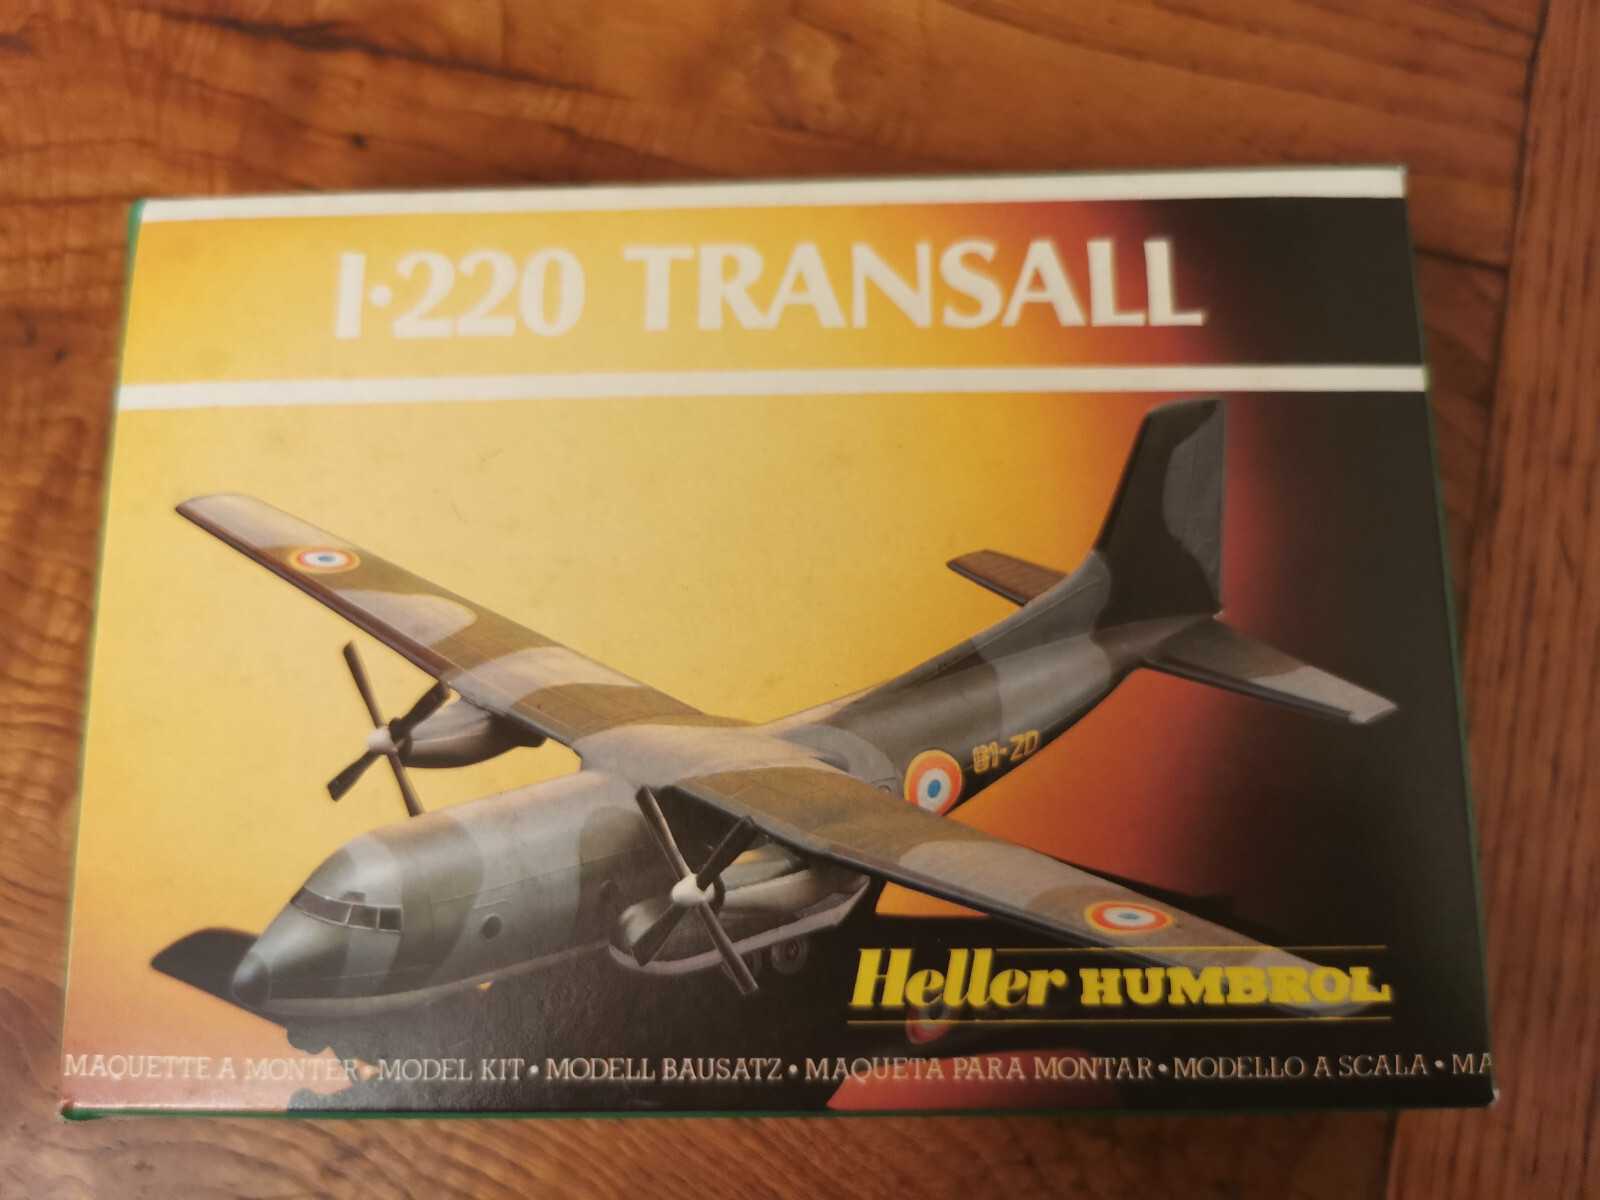 1·220 TRANSALL
61-ZD
Heller HUMBROL
MAQUETTE A MONTER • MODEL KIT • MODELL BAUSATZ • MAQUETA PARA MONTAR • MODELLO A SCALA • MA